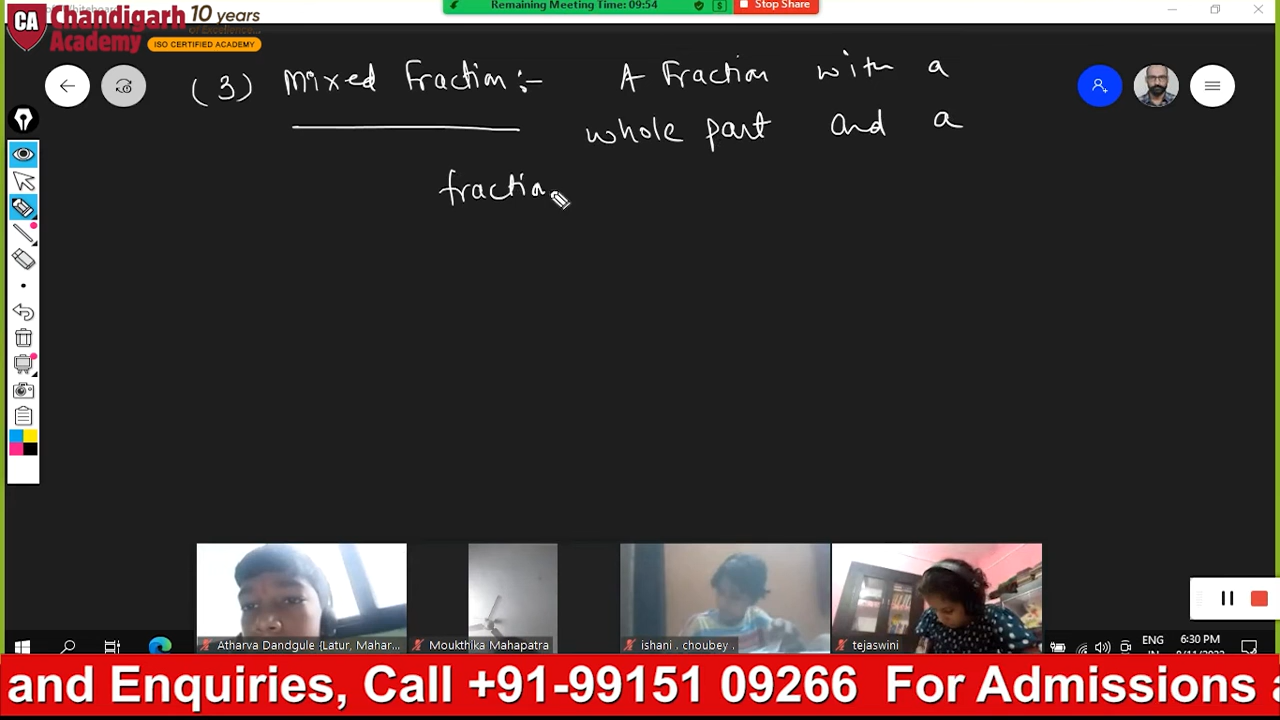 Remaining Meeting Time: 09:54
Stop Share
CA Chandigarh Academy 10 years
ISO CERTIFIED ACADEMY
(3) Mixed Fraction:- A Fraction with a
whole part and a
fraction
Atharva Dandgule {Latur, Mahar...
Moukthika Mahapatra
ishani . choubey .
tejaswini
ENG
6:30 PM
and Enquiries, Call +91-99151 09266 For Admissions a